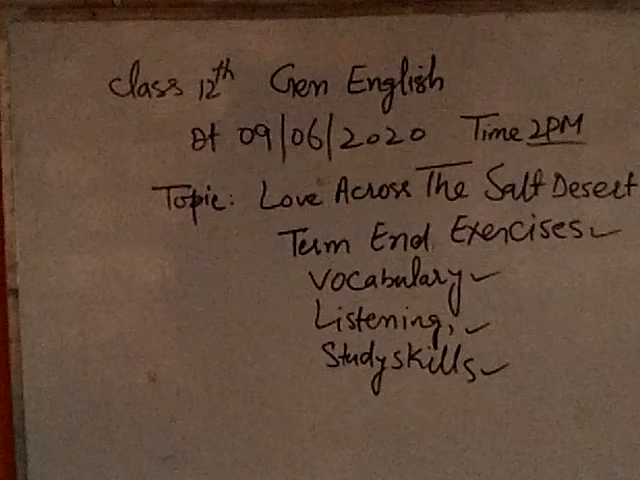 Class 12th Gen English
Dt 09/06/2020 Time 2PM
Topic: Love Across The Salt Desert
Term End Exercises ✓
Vocabulary ✓
Listening, ✓
Studyskills ✓